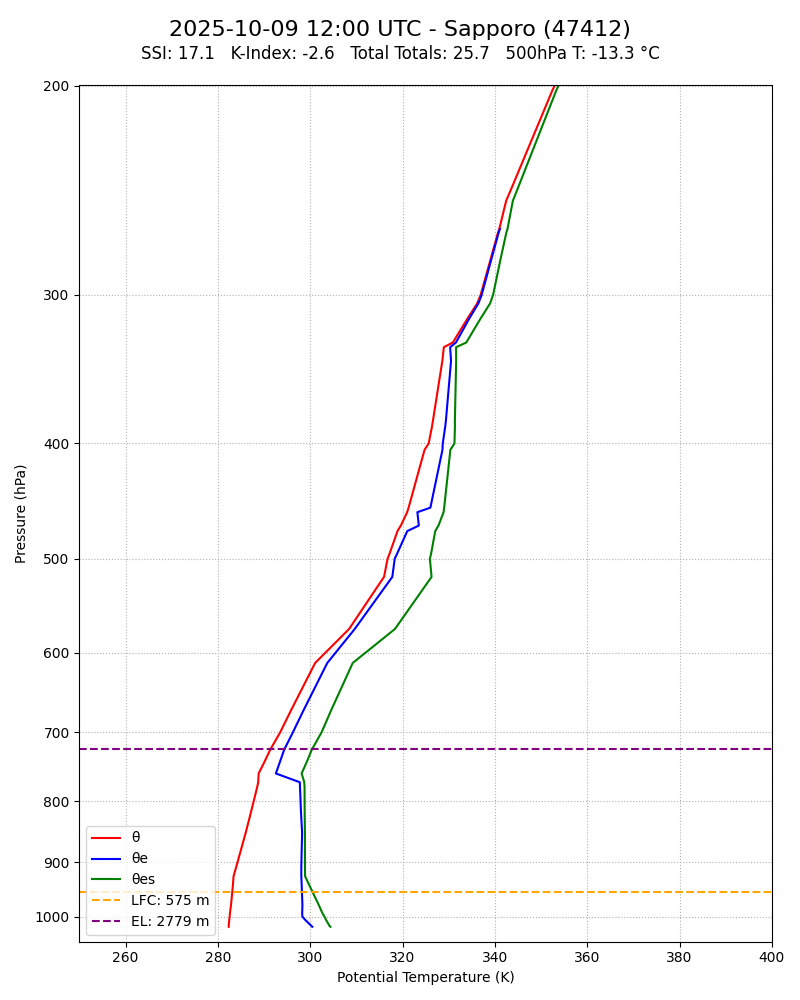 2025-10-09 12:00 UTC - Sapporo (47412)
SSI: 17.1   K-Index: -2.6   Total Totals: 25.7   500hPa T: -13.3 °C
200
300
400
500
600
700
800
900
1000
Pressure (hPa)
θ
θe
θes
LFC: 575 m
EL: 2779 m
260 280 300 320 340 360 380 400
Potential Temperature (K)